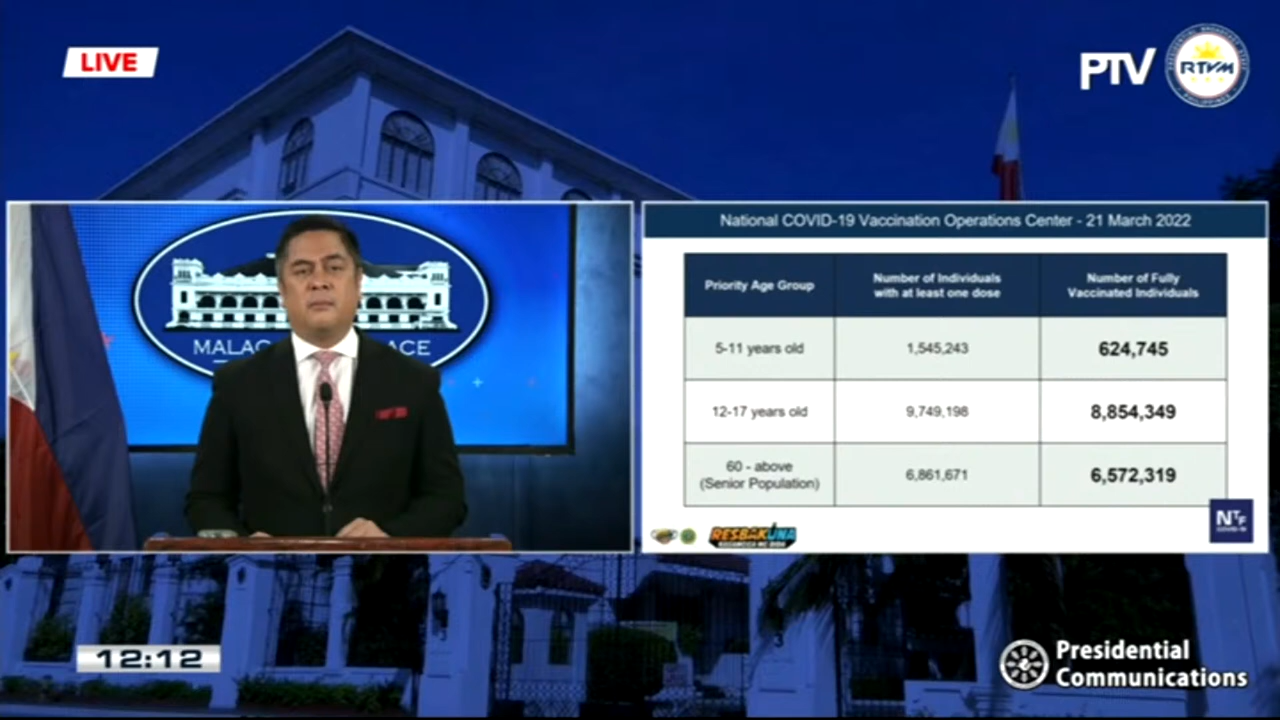 LIVE
PTV
RTVM
National COVID-19 Vaccination Operations Center - 21 March 2022
Priority Age Group
Number of Individuals
with at least one dose
Number of Fully
Vaccinated Individuals
5-11 years old
1,545,243
624,745
12-17 years old
9,749,198
8,854,349
60 - above
(Senior Population)
6,861,671
6,572,319
MALAC
ACE
RESBAKUNA
NTF
COVID-19
12:12
Presidential
Communications